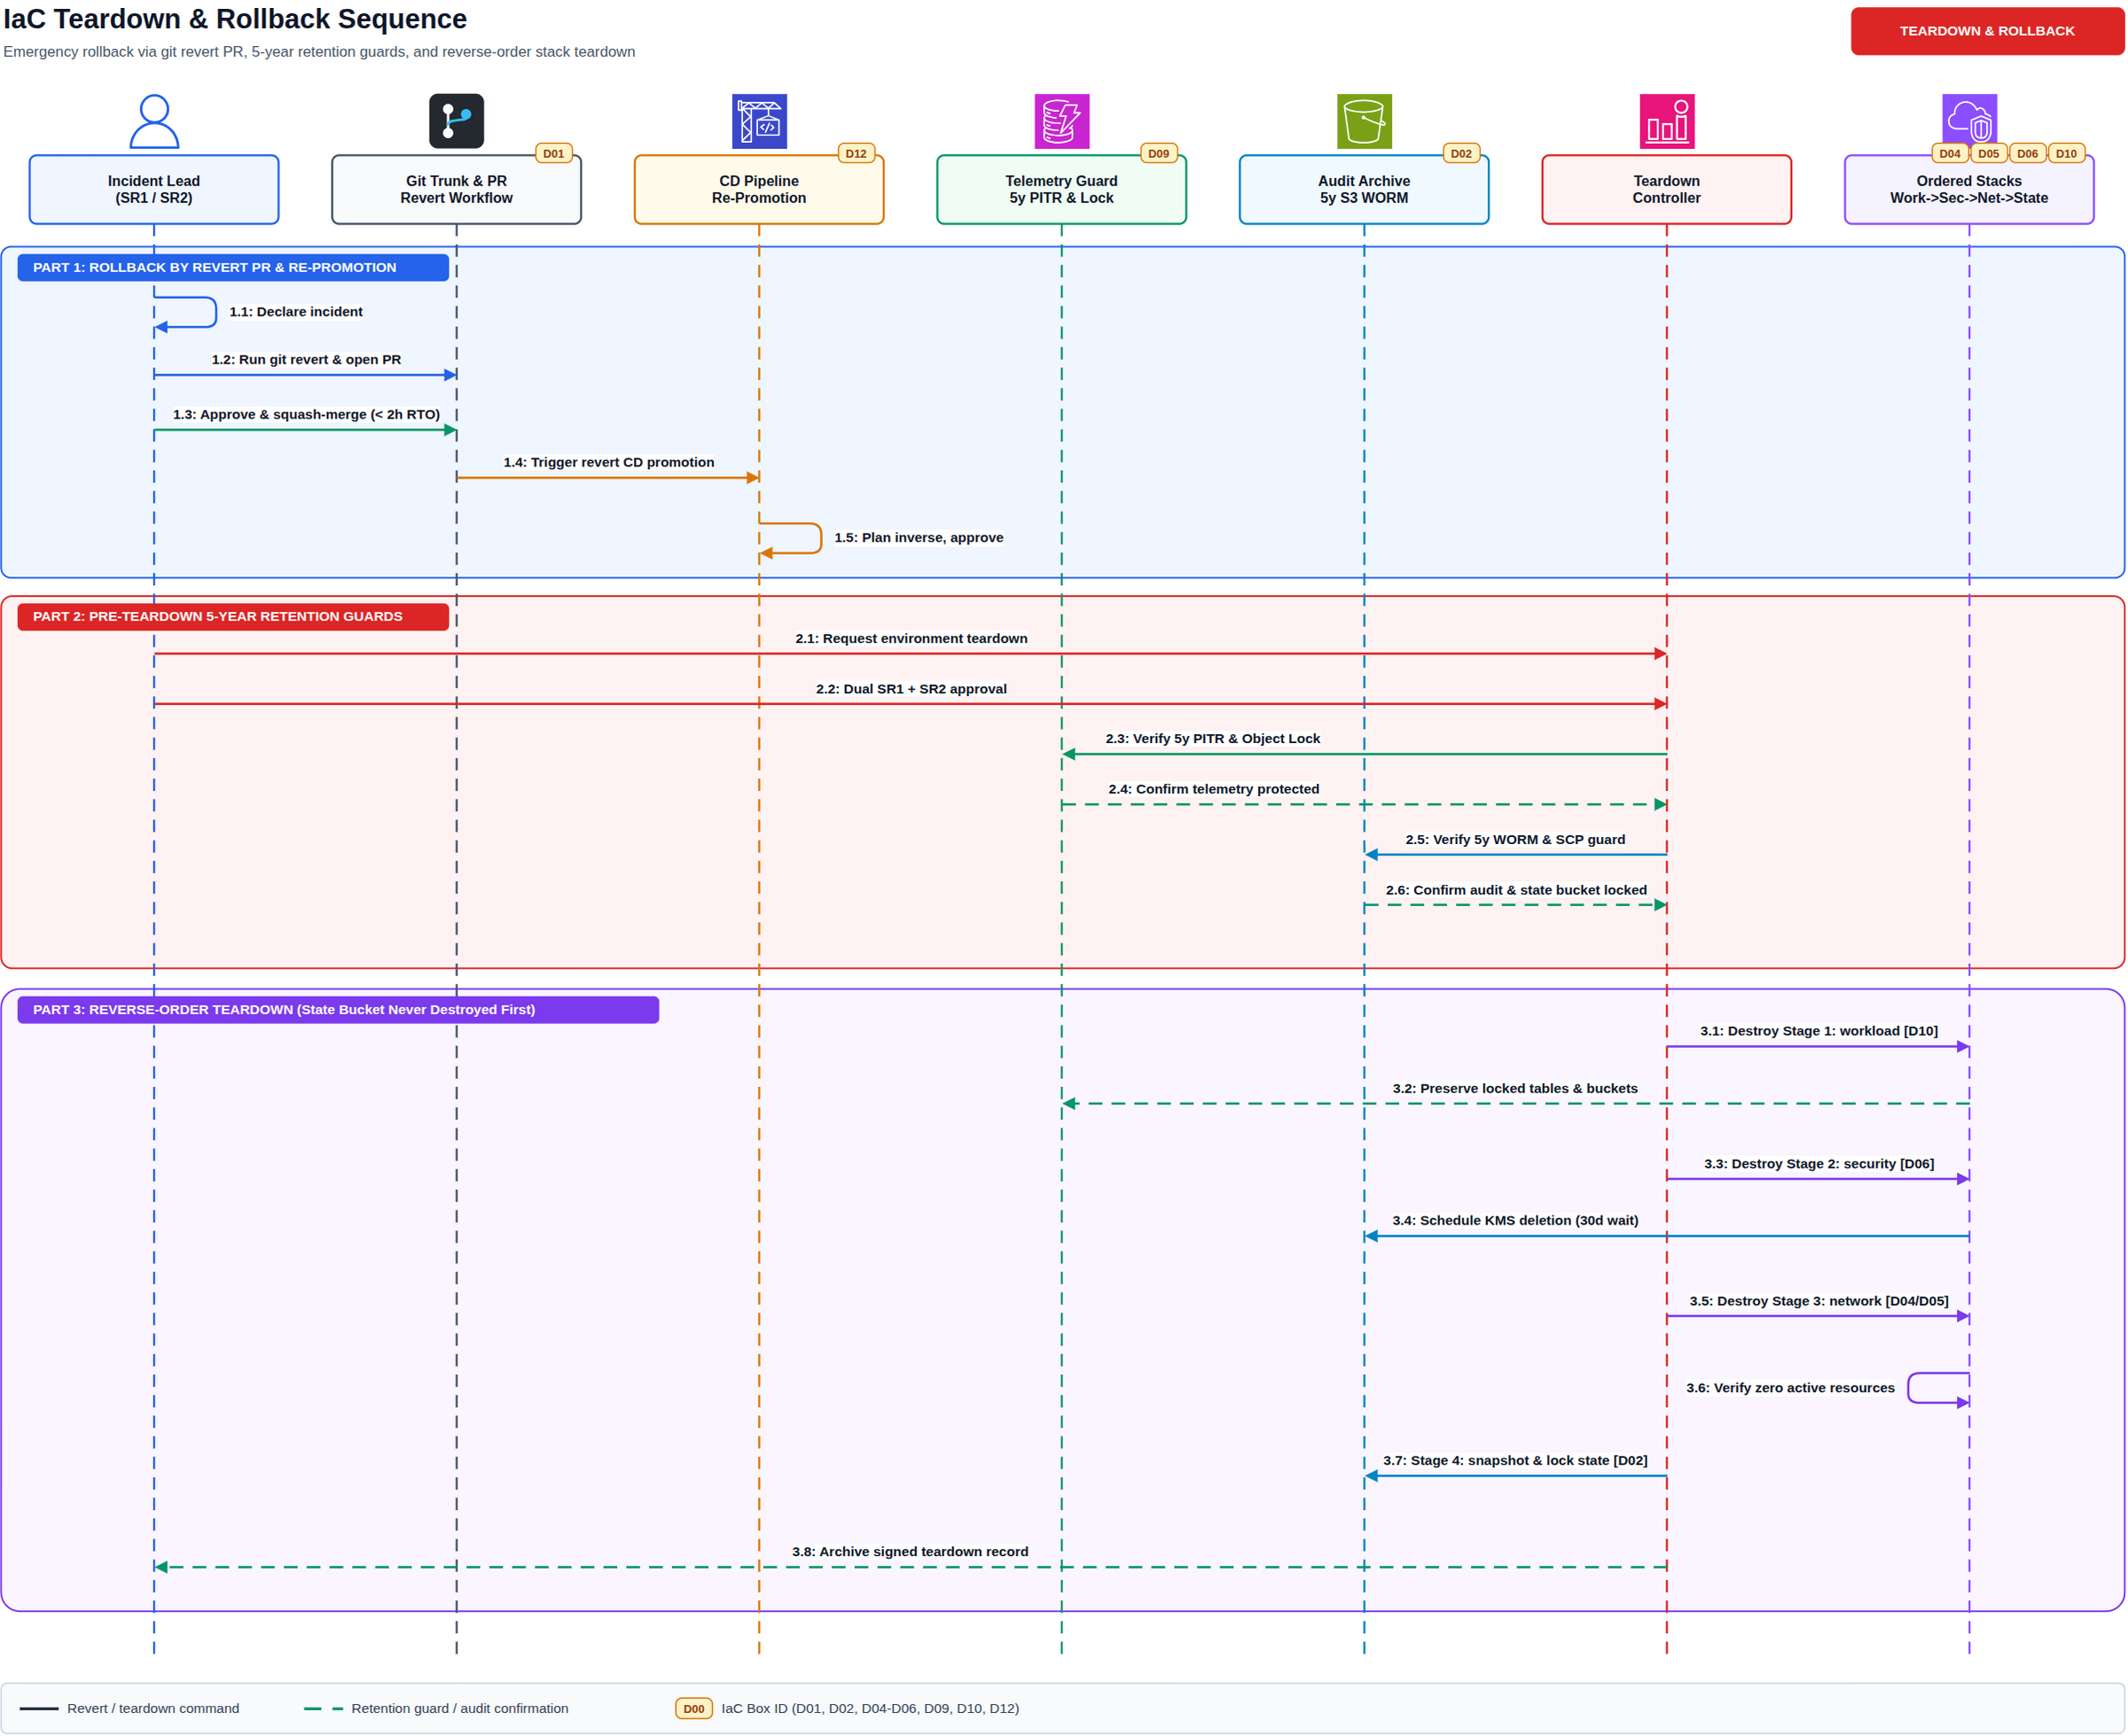 IaC Teardown & Rollback Sequence
Emergency rollback via git revert PR, 5-year retention guards, and reverse-order stack teardown
TEARDOWN & ROLLBACK
D01
D12
D09
D02
D04
D05
D06
D10
Incident Lead
(SR1 / SR2)
Git Trunk & PR
Revert Workflow
CD Pipeline
Re-Promotion
Telemetry Guard
5y PITR & Lock
Audit Archive
5y S3 WORM
Teardown
Controller
Ordered Stacks
Work->Sec->Net->State
PART 1: ROLLBACK BY REVERT PR & RE-PROMOTION
1.1: Declare incident
1.2: Run git revert & open PR
1.3: Approve & squash-merge (< 2h RTO)
1.4: Trigger revert CD promotion
1.5: Plan inverse, approve
PART 2: PRE-TEARDOWN 5-YEAR RETENTION GUARDS
2.1: Request environment teardown
2.2: Dual SR1 + SR2 approval
2.3: Verify 5y PITR & Object Lock
2.4: Confirm telemetry protected
2.5: Verify 5y WORM & SCP guard
2.6: Confirm audit & state bucket locked
PART 3: REVERSE-ORDER TEARDOWN (State Bucket Never Destroyed First)
3.1: Destroy Stage 1: workload [D10]
3.2: Preserve locked tables & buckets
3.3: Destroy Stage 2: security [D06]
3.4: Schedule KMS deletion (30d wait)
3.5: Destroy Stage 3: network [D04/D05]
3.6: Verify zero active resources
3.7: Stage 4: snapshot & lock state [D02]
3.8: Archive signed teardown record
Revert / teardown command
Retention guard / audit confirmation
D00
IaC Box ID (D01, D02, D04-D06, D09, D10, D12)